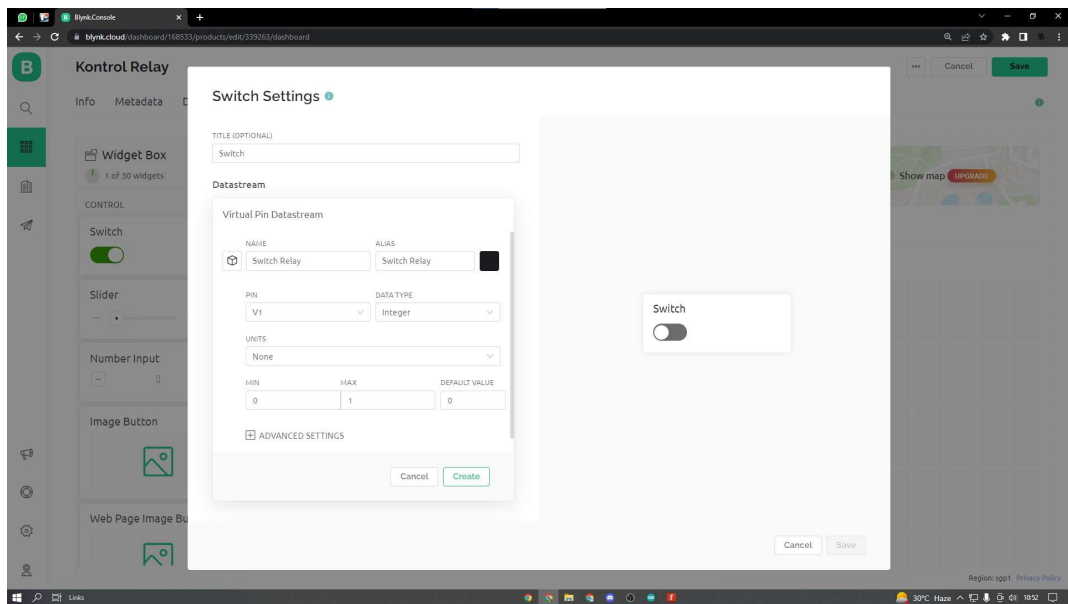 Blynk.Console
blynk.cloud/dashboard/168533/products/edit/339263/dashboard
B
Kontrol Relay
Cancel
Save
Info
Metadata
D
Widget Box
1 of 30 widgets
CONTROL
Switch
Slider
Number Input
0
Image Button
Web Page Image Bu
Switch Settings
TITLE (OPTIONAL)
Switch
Datastream
Virtual Pin Datastream
NAME
ALIAS
Switch Relay
Switch Relay
PIN
DATA TYPE
V1
Integer
UNITS
None
MIN
MAX
DEFAULT VALUE
0
1
0
ADVANCED SETTINGS
Cancel
Create
Switch
Cancel
Save
Show map
UPGRADE
Region: sgp1 Privacy Policy
Links
30°C Haze
10:52